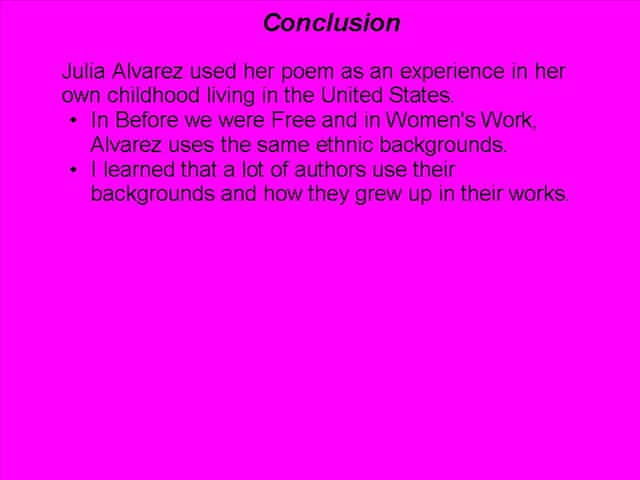 Conclusion
Julia Alvarez used her poem as an experience in her
own childhood living in the United States.
• In Before we were Free and in Women's Work,
Alvarez uses the same ethnic backgrounds.
• I learned that a lot of authors use their
backgrounds and how they grew up in their works.